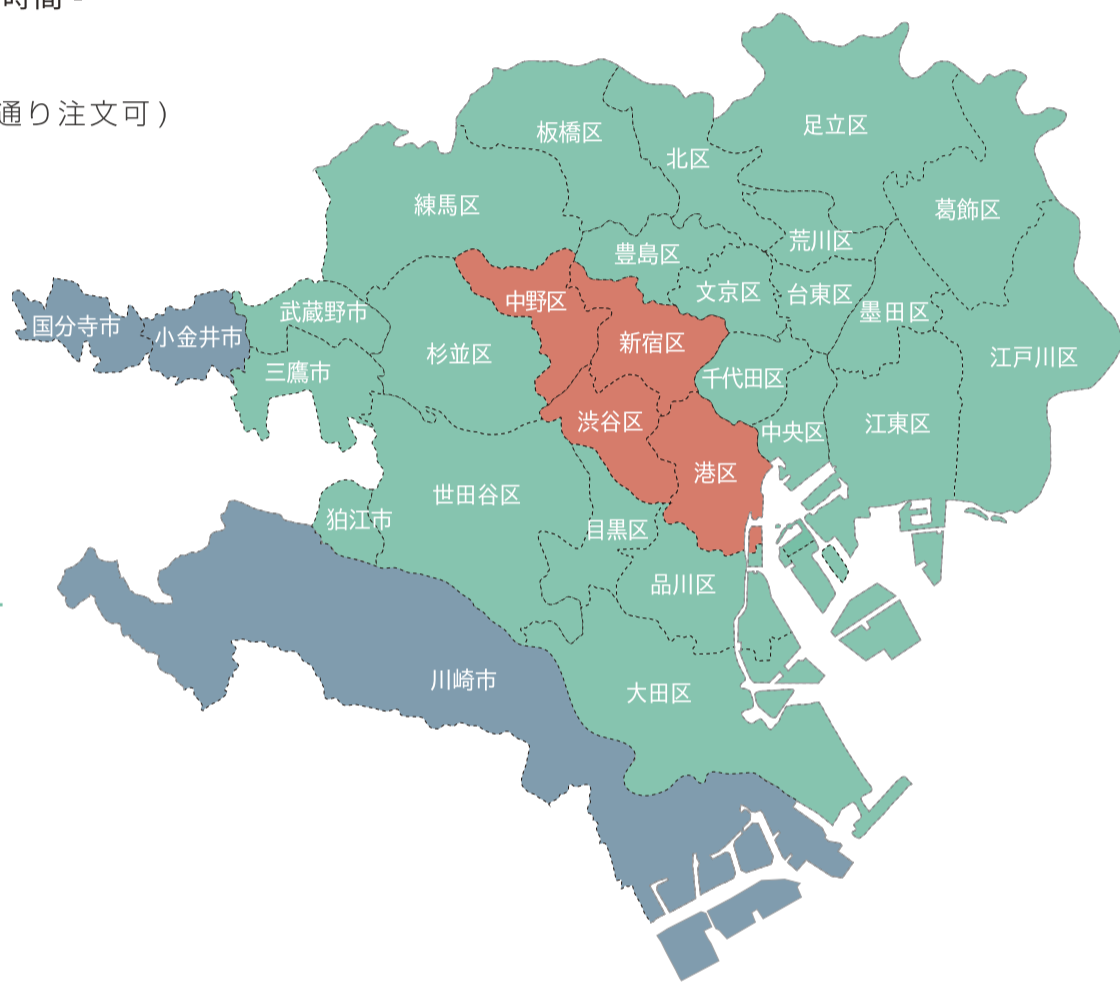 時間 -
通り注文可)
足立区
板橋区
北区
練馬区
葛飾区
荒川区
豊島区
文京区
台東区
中野区
武蔵野市
墨田区
国分寺市
小金井市
新宿区
杉並区
江戸川区
三鷹市
千代田区
渋谷区
江東区
中央区
港区
世田谷区
狛江市
目黒区
品川区
川崎市
大田区